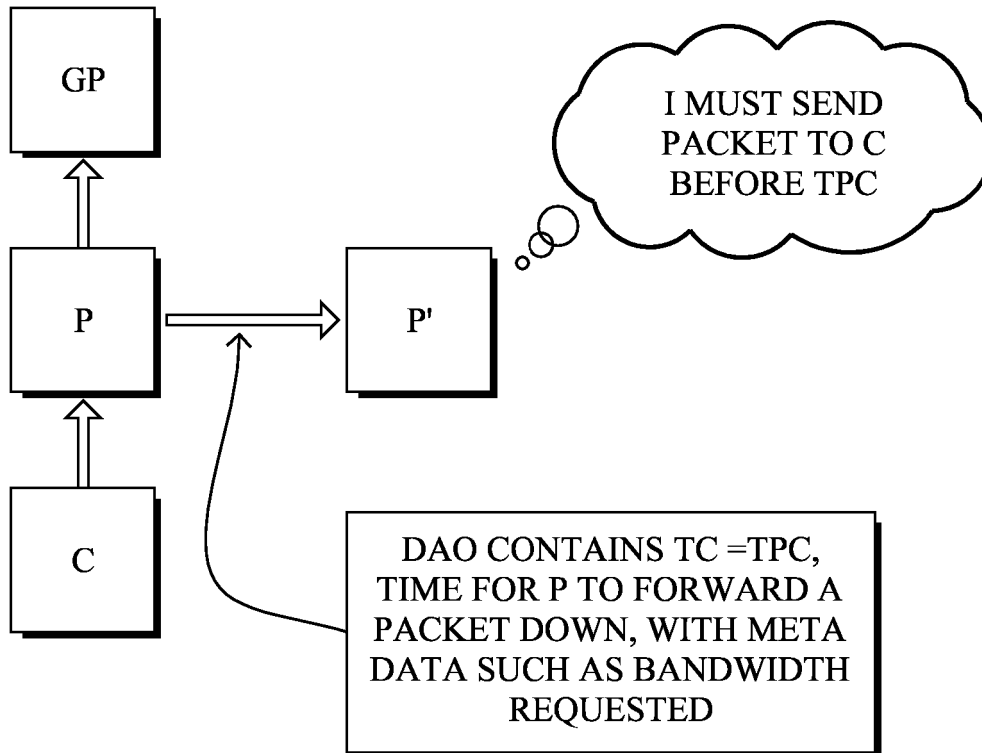 GP
I MUST SEND
PACKET TO C
BEFORE TPC
P
P'
C
DAO CONTAINS TC =TPC,
TIME FOR P TO FORWARD A
PACKET DOWN, WITH META
DATA SUCH AS BANDWIDTH
REQUESTED